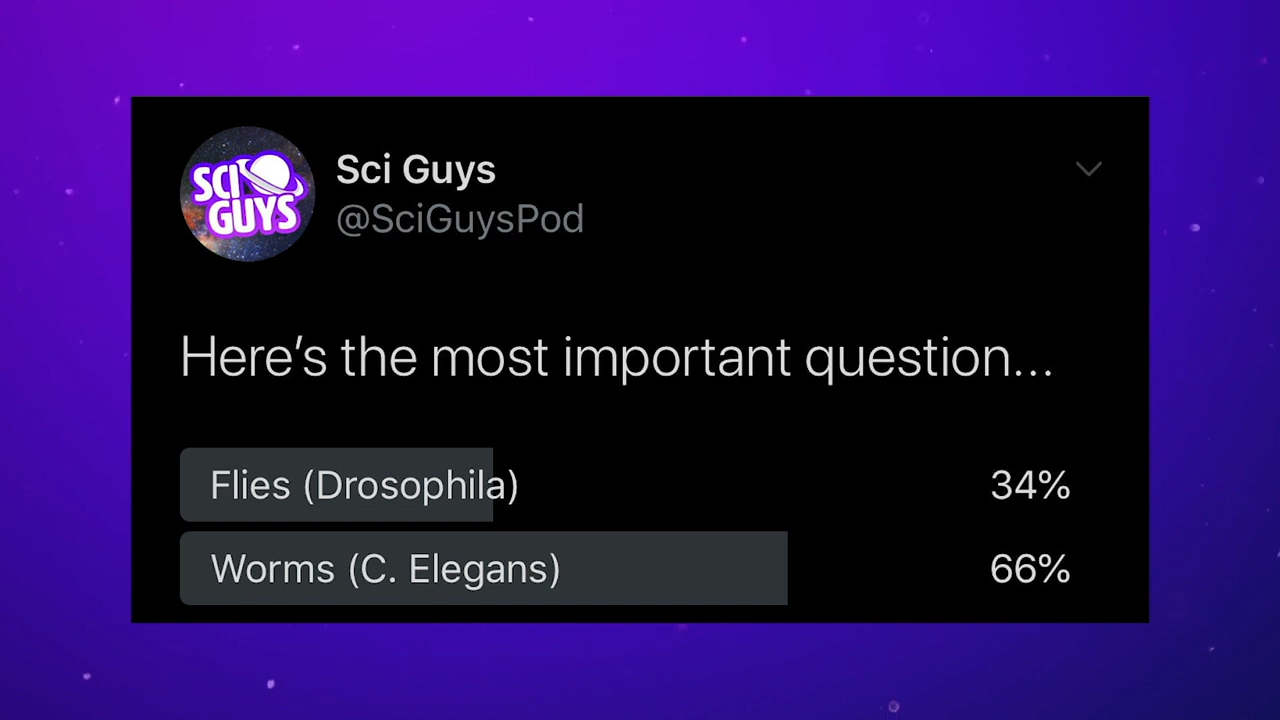 SCI
GUYS
Sci Guys
@SciGuysPod
Here's the most important question...
Flies (Drosophila) 34%
Worms (C. Elegans) 66%